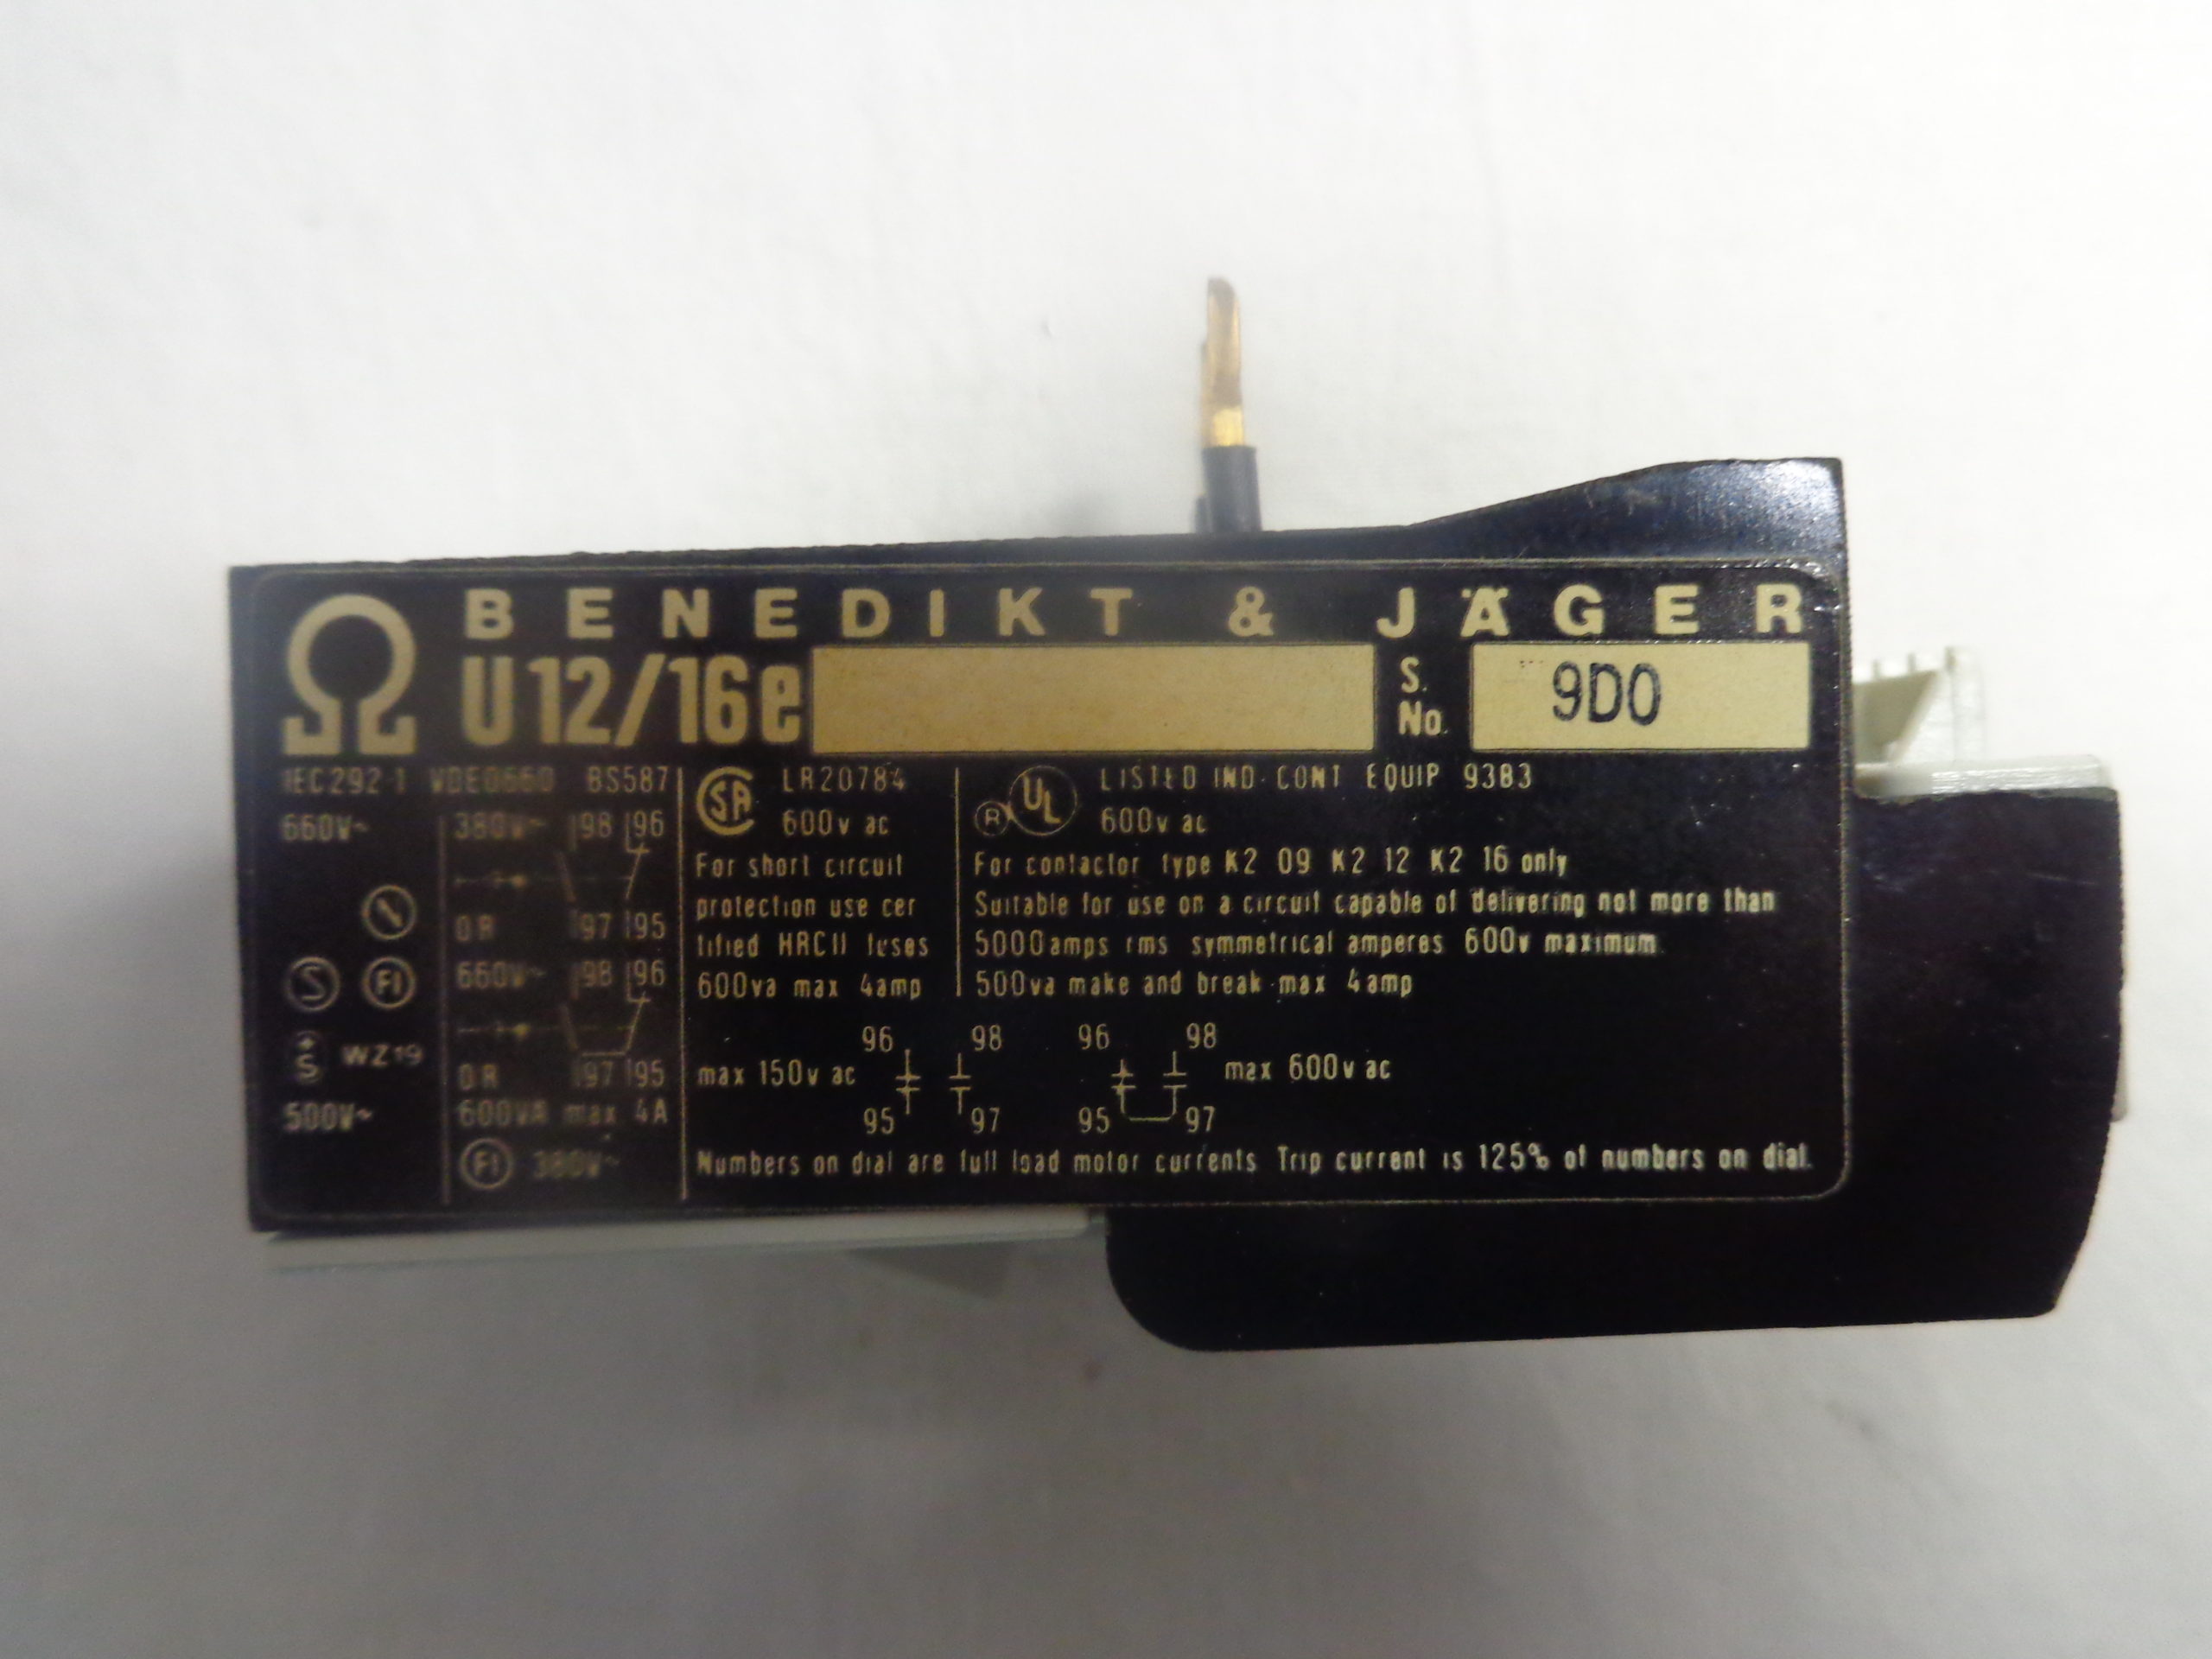 Ω BENEDIKT & JÄGER
U12/16e S. No. 9D0
IEC292-1 VDE0660 BS587
660V~
FI
S
WZ19
500V~
380V~ 98 96
OR 97 95
660V~ 98 96
OR 97 95
600VA max 4A
FI 380V~
SA LR20784
600v ac
For short circuit
protection use cer
tified HRCII fuses
600va max 4amp
R UL LISTED IND. CONT EQUIP 9383
600v ac
For contactor type K2 09 K2 12 K2 16 only
Suitable for use on a circuit capable of delivering not more than
5000amps rms symmetrical amperes 600v maximum.
500va make and break max 4amp
96 98 96 98
max 150v ac max 600v ac
95 97 95 97
Numbers on dial are full load motor currents Trip current is 125% of numbers on dial.